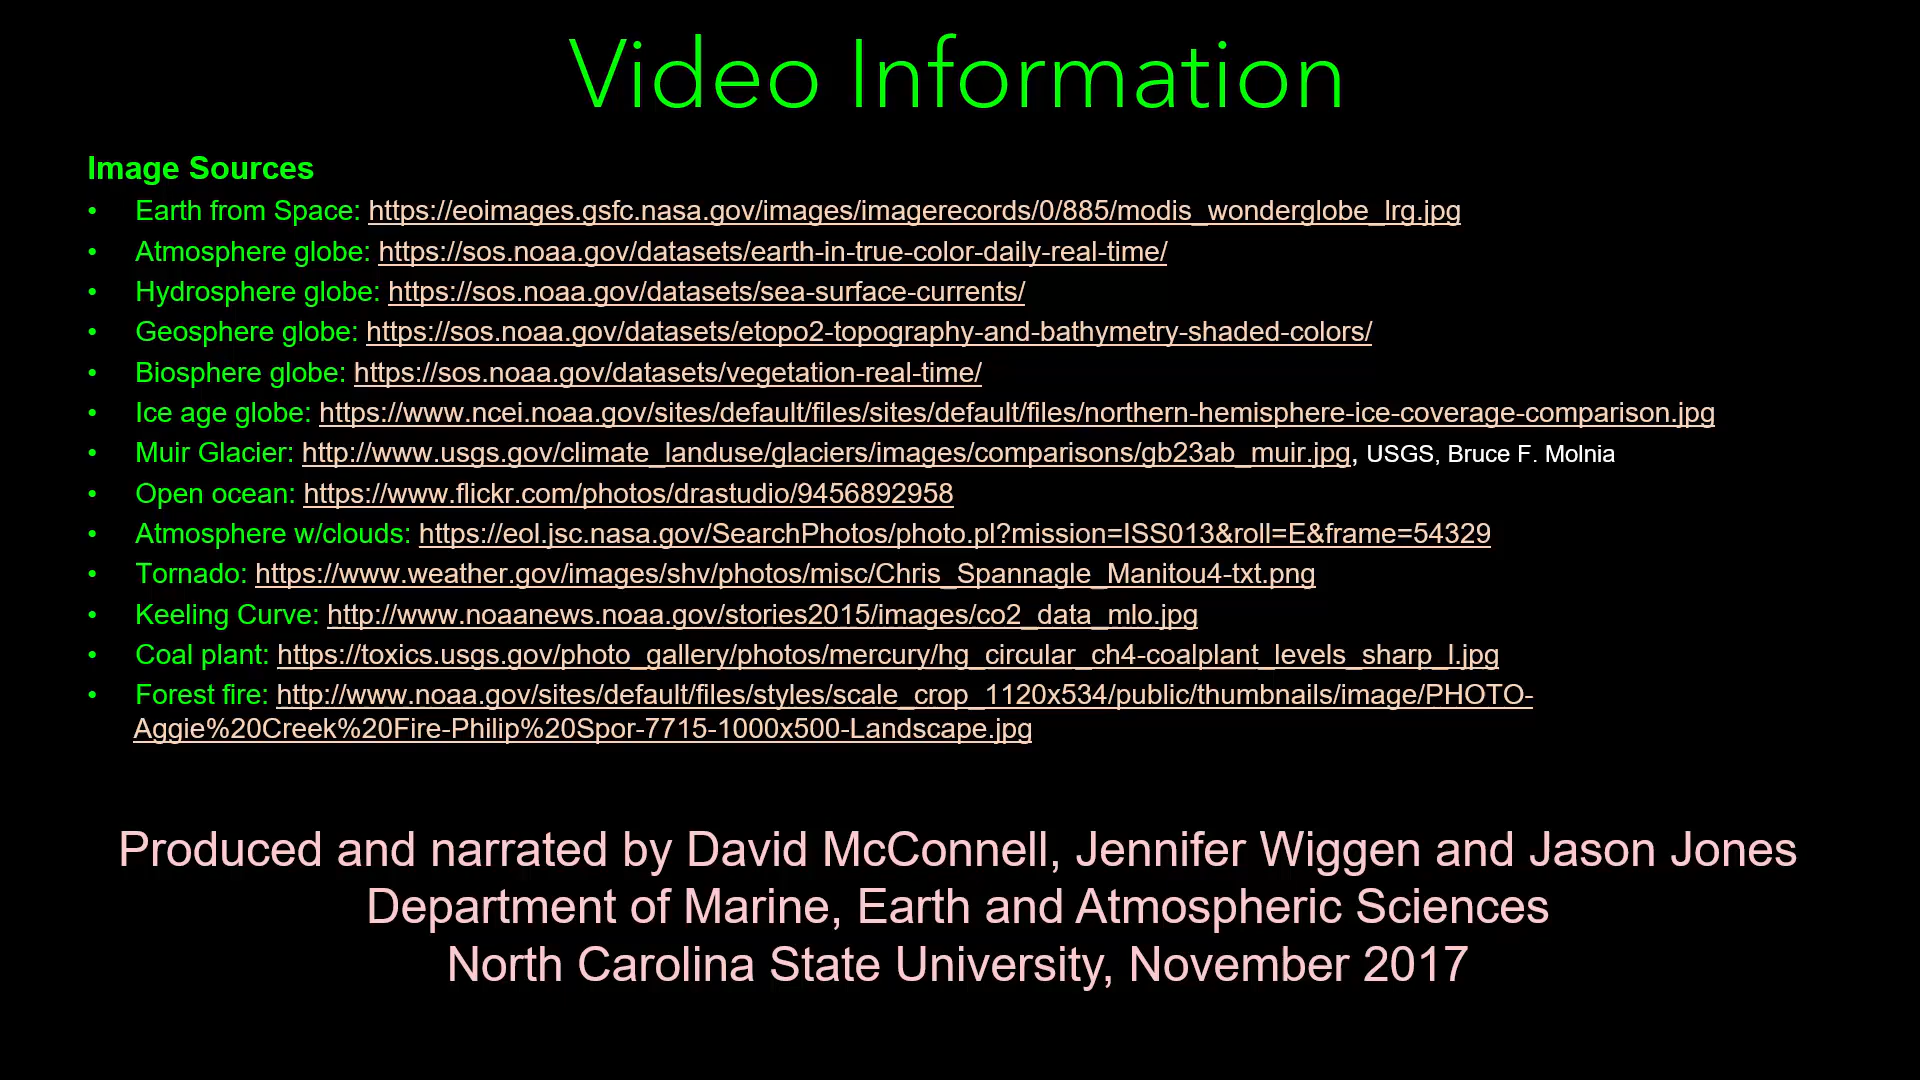 Video Information
Image Sources
• Earth from Space: https://eoimages.gsfc.nasa.gov/images/imagerecords/0/885/modis_wonderglobe_lrg.jpg
• Atmosphere globe: https://sos.noaa.gov/datasets/earth-in-true-color-daily-real-time/
• Hydrosphere globe: https://sos.noaa.gov/datasets/sea-surface-currents/
• Geosphere globe: https://sos.noaa.gov/datasets/etopo2-topography-and-bathymetry-shaded-colors/
• Biosphere globe: https://sos.noaa.gov/datasets/vegetation-real-time/
• Ice age globe: https://www.ncei.noaa.gov/sites/default/files/sites/default/files/northern-hemisphere-ice-coverage-comparison.jpg
• Muir Glacier: http://www.usgs.gov/climate_landuse/glaciers/images/comparisons/gb23ab_muir.jpg, USGS, Bruce F. Molnia
• Open ocean: https://www.flickr.com/photos/drastudio/9456892958
• Atmosphere w/clouds: https://eol.jsc.nasa.gov/SearchPhotos/photo.pl?mission=ISS013&roll=E&frame=54329
• Tornado: https://www.weather.gov/images/shv/photos/misc/Chris_Spannagle_Manitou4-txt.png
• Keeling Curve: http://www.noaanews.noaa.gov/stories2015/images/co2_data_mlo.jpg
• Coal plant: https://toxics.usgs.gov/photo_gallery/photos/mercury/hg_circular_ch4-coalplant_levels_sharp_l.jpg
• Forest fire: http://www.noaa.gov/sites/default/files/styles/scale_crop_1120x534/public/thumbnails/image/PHOTO-
Aggie%20Creek%20Fire-Philip%20Spor-7715-1000x500-Landscape.jpg
Produced and narrated by David McConnell, Jennifer Wiggen and Jason Jones
Department of Marine, Earth and Atmospheric Sciences
North Carolina State University, November 2017